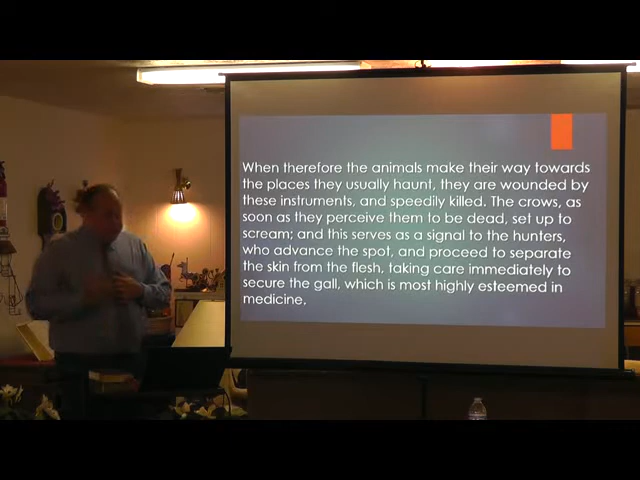 When therefore the animals make their way towards
the places they usually haunt, they are wounded by
these instruments, and speedily killed. The crows, as
soon as they perceive them to be dead, set up to
scream; and this serves as a signal to the hunters,
who advance the spot, and proceed to separate
the skin from the flesh, taking care immediately to
secure the gall, which is most highly esteemed in
medicine.